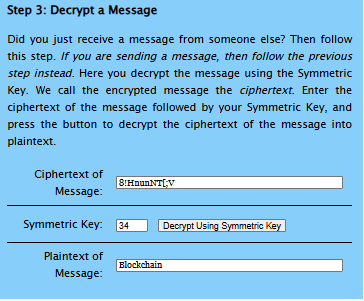 Step 3: Decrypt a Message
Did you just receive a message from someone else? Then follow
this step. If you are sending a message, then follow the previous
step instead. Here you decrypt the message using the Symmetric
Key. We call the encrypted message the ciphertext. Enter the
ciphertext of the message followed by your Symmetric Key, and
press the button to decrypt the ciphertext of the message into
plaintext.
Ciphertext of
Message:
8!HnunNT[;V
Symmetric Key:
34
Decrypt Using Symmetric Key
Plaintext of
Message:
Blockchain